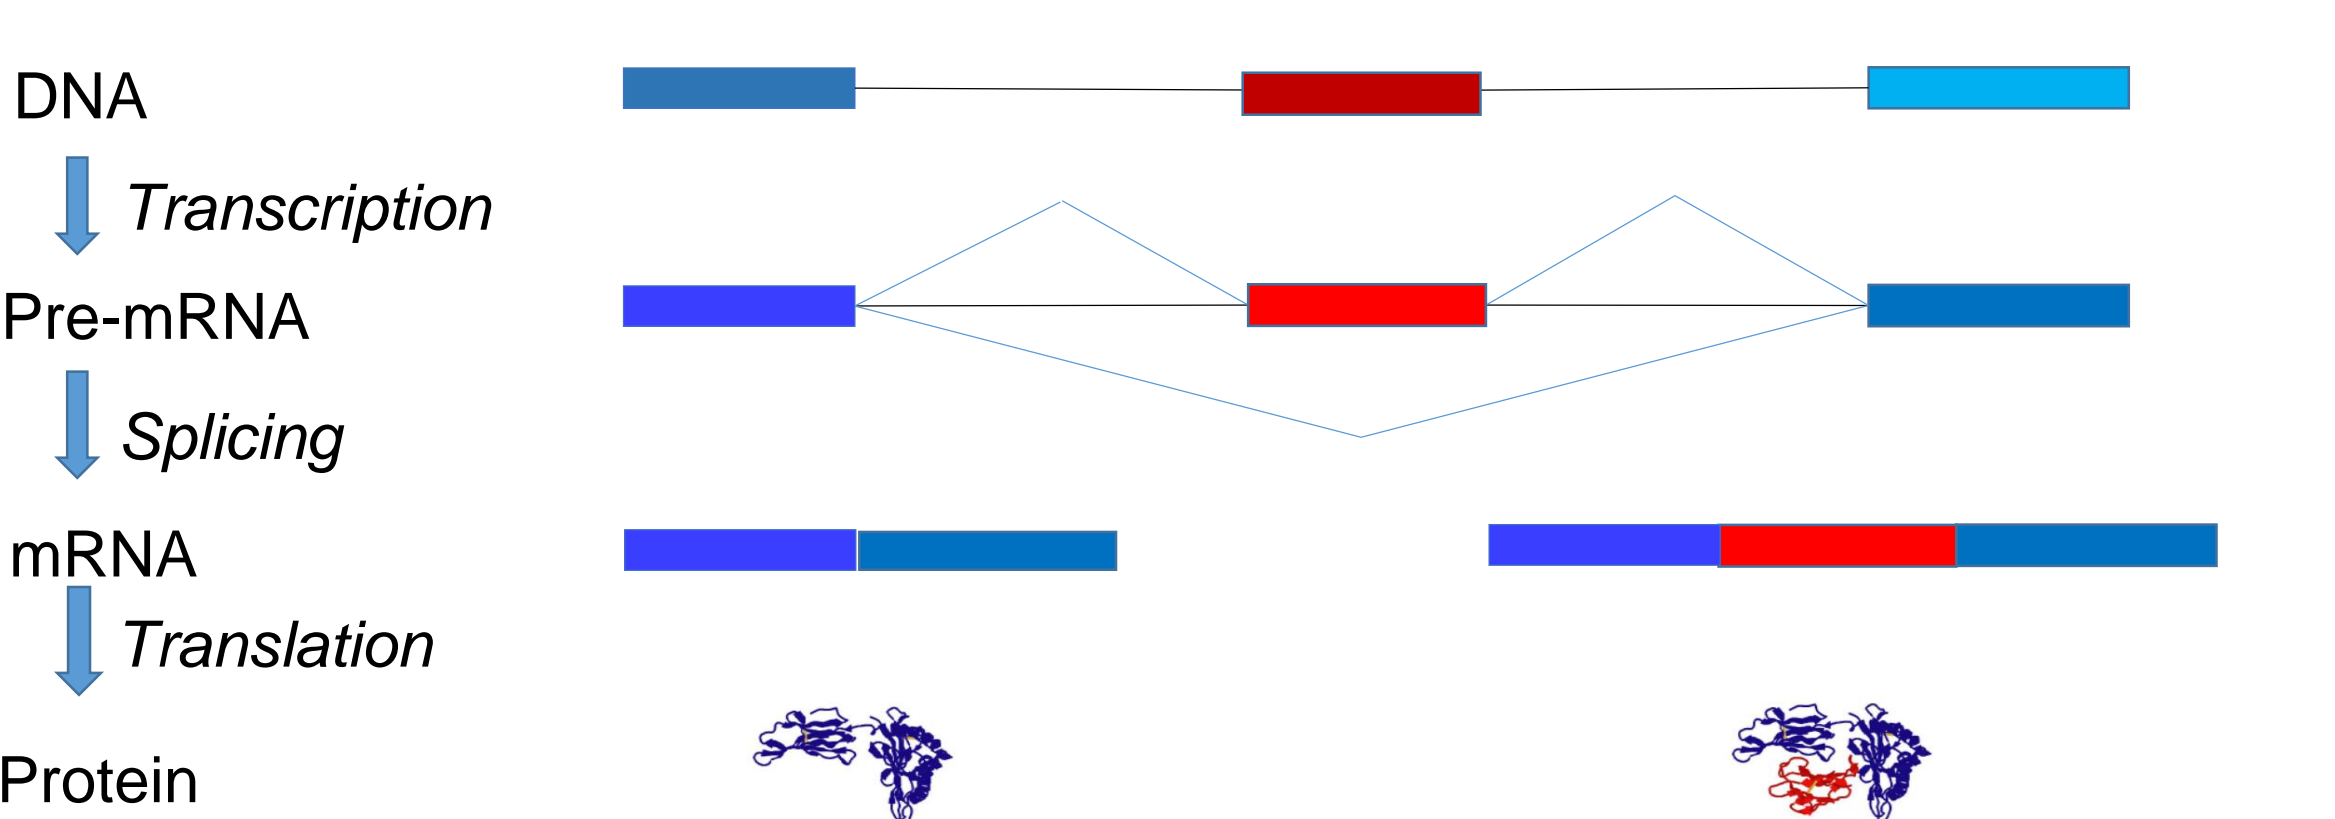 DNA
Transcription
Pre-mRNA
Splicing
mRNA
Translation
Protein